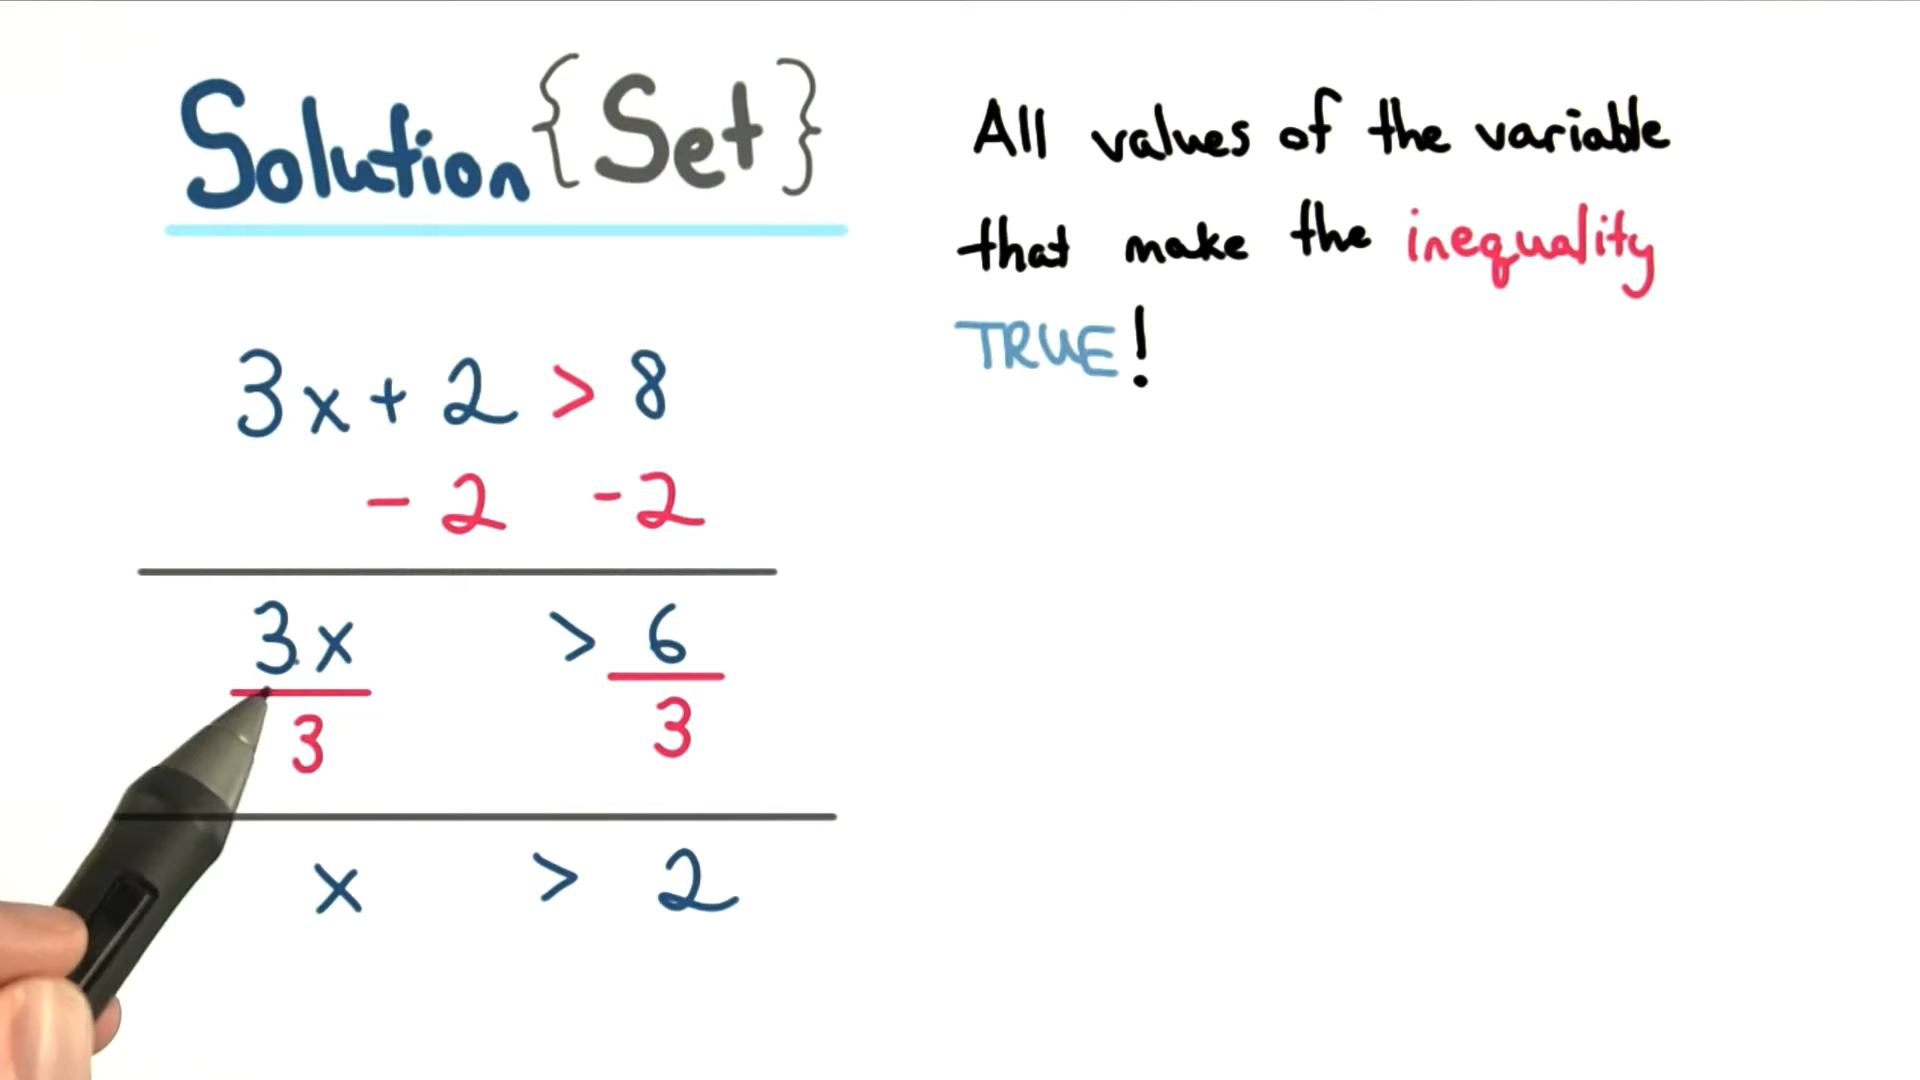 Solution {Set}
3x + 2 > 8
- 2 - 2
3x > 6
3 3
x > 2
All values of the variable
that make the inequality
TRUE!